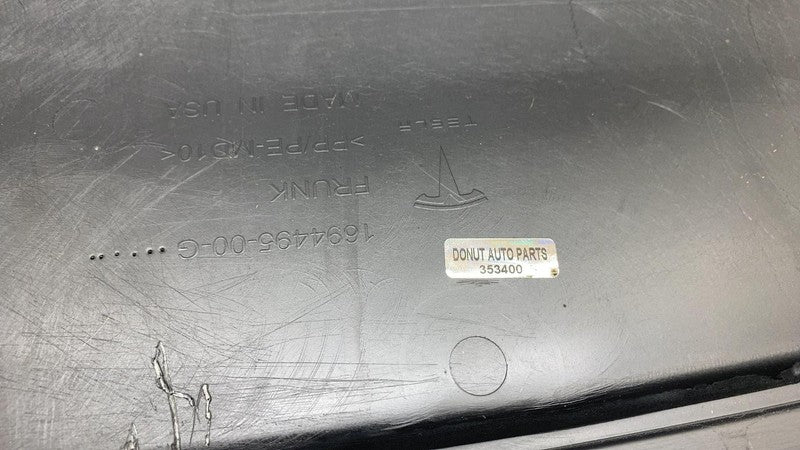 1694495-00-G
FRUNK
>PP/PE-MD10<
MADE IN USA
TESLA
DONUT AUTO PARTS
353400